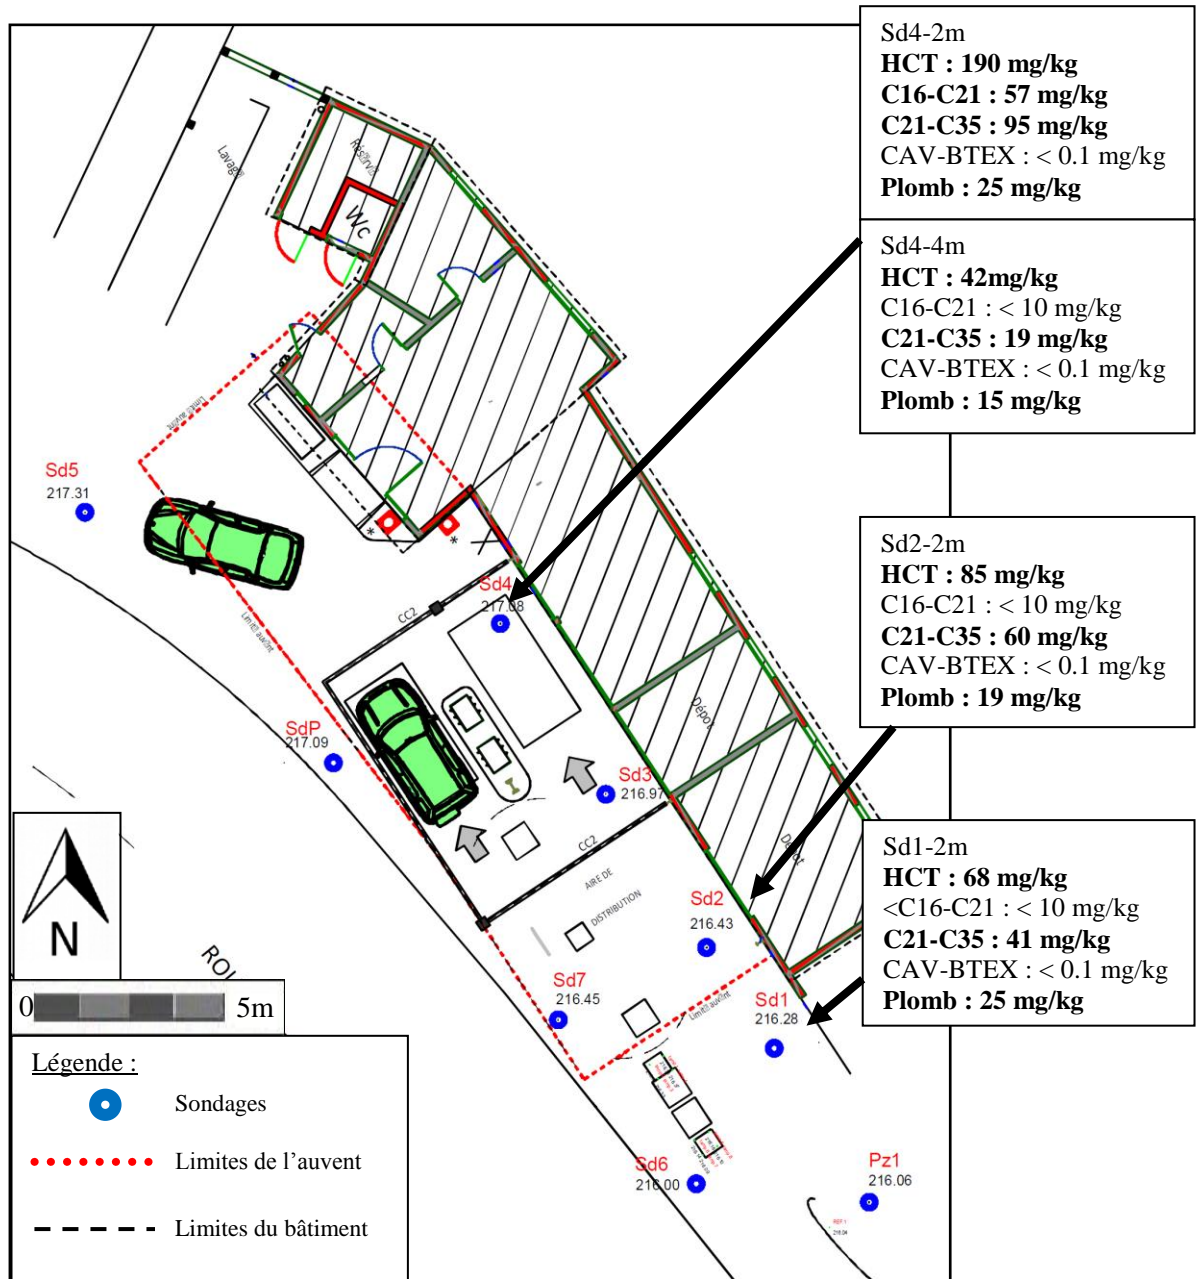 Sd4-2m
HCT : 190 mg/kg
C16-C21 : 57 mg/kg
C21-C35 : 95 mg/kg
CAV-BTEX : < 0.1 mg/kg
Plomb : 25 mg/kg
Sd4-4m
HCT : 42mg/kg
C16-C21 : < 10 mg/kg
C21-C35 : 19 mg/kg
CAV-BTEX : < 0.1 mg/kg
Plomb : 15 mg/kg
Sd2-2m
HCT : 85 mg/kg
C16-C21 : < 10 mg/kg
C21-C35 : 60 mg/kg
CAV-BTEX : < 0.1 mg/kg
Plomb : 19 mg/kg
Sd1-2m
HCT : 68 mg/kg
<C16-C21 : < 10 mg/kg
C21-C35 : 41 mg/kg
CAV-BTEX : < 0.1 mg/kg
Plomb : 25 mg/kg
Lavage
Wc
Sd5
217.31
Sd4
217.08
CC2
SdP
217.09
Sd3
216.97
Dépot
CC2
AIRE DE
DISTRIBUTION
Dépot
Sd2
216.43
Sd7
216.45
Sd1
216.28
Sd6
216.00
Pz1
216.06
N
0
5m
Légende :
Sondages
Limites de l'auvent
Limites du bâtiment